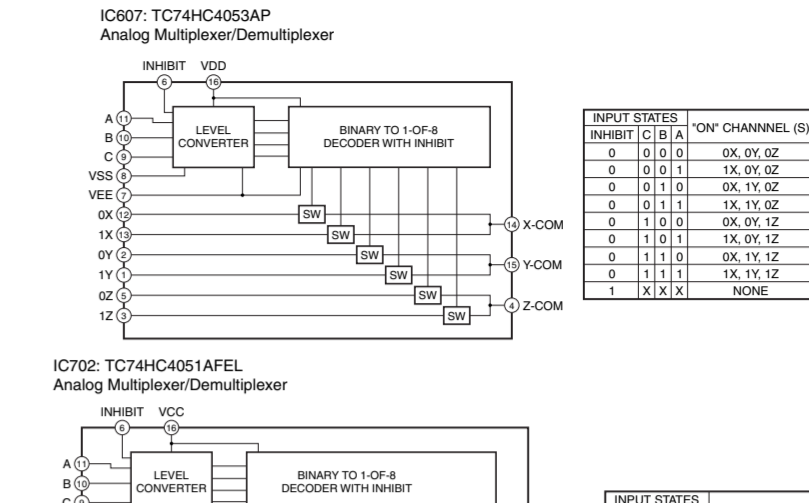 IC607: TC74HC4053AP
Analog Multiplexer/Demultiplexer
INHIBIT VDD
6 16
A 11
B 10
C 9
VSS 8
VEE 7
0X 12
1X 13
0Y 2
1Y 1
0Z 5
1Z 3
LEVEL
CONVERTER
BINARY TO 1-OF-8
DECODER WITH INHIBIT
SW
SW
SW
SW
SW
SW
14 X-COM
15 Y-COM
4 Z-COM
INPUT STATES "ON" CHANNNEL (S)
INHIBIT C B A
0 0 0 0 0X, 0Y, 0Z
0 0 0 1 1X, 0Y, 0Z
0 0 1 0 0X, 1Y, 0Z
0 0 1 1 1X, 1Y, 0Z
0 1 0 0 0X, 0Y, 1Z
0 1 0 1 1X, 0Y, 1Z
0 1 1 0 0X, 1Y, 1Z
0 1 1 1 1X, 1Y, 1Z
1 X X X NONE
IC702: TC74HC4051AFEL
Analog Multiplexer/Demultiplexer
INHIBIT VCC
6 16
A 11
B 10
C 9
LEVEL
CONVERTER
BINARY TO 1-OF-8
DECODER WITH INHIBIT
INPUT STATES